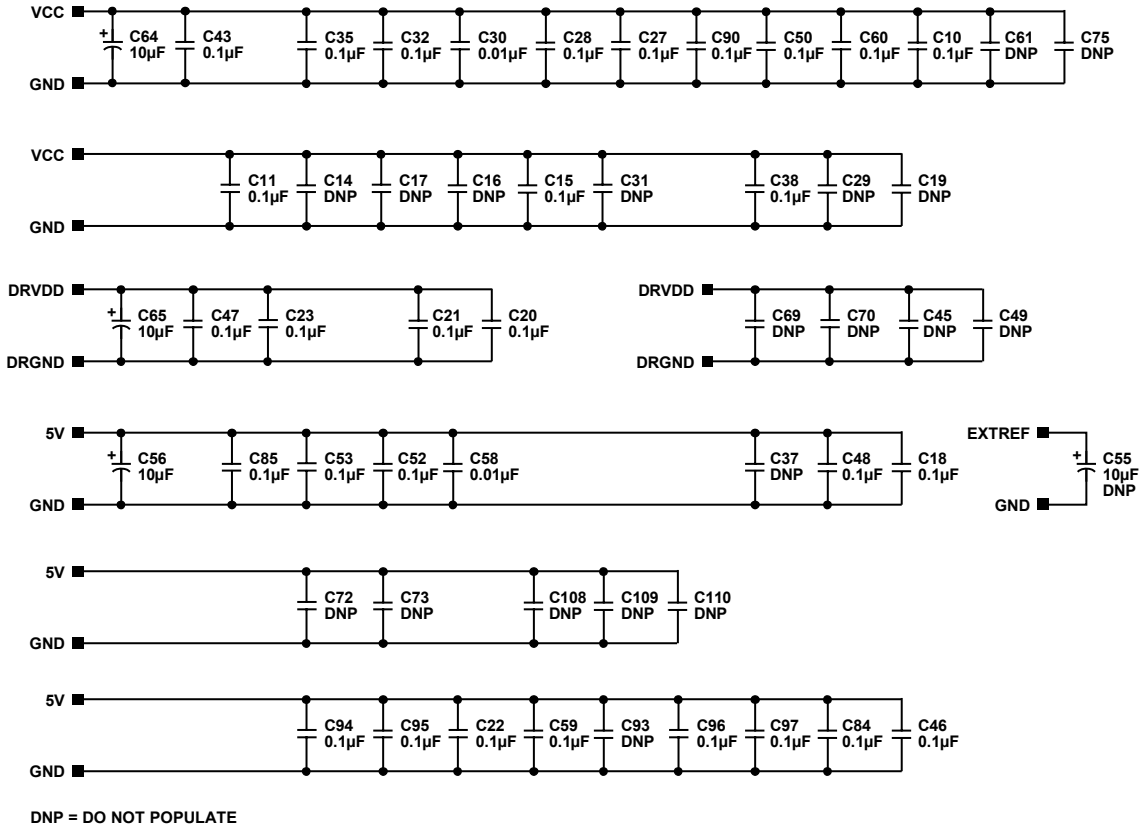 VCC
+ C64 C43 C35 C32 C30 C28 C27 C90 C50 C60 C10 C61 C75
10µF 0.1µF 0.1µF 0.1µF 0.01µF 0.1µF 0.1µF 0.1µF 0.1µF 0.1µF 0.1µF DNP DNP
GND
VCC
C11 C14 C17 C16 C15 C31 C38 C29 C19
0.1µF DNP DNP DNP 0.1µF DNP 0.1µF DNP DNP
GND
DRVDD DRVDD
+ C65 C47 C23 C21 C20 C69 C70 C45 C49
10µF 0.1µF 0.1µF 0.1µF 0.1µF DNP DNP DNP DNP
DRGND DRGND
5V EXTREF
+ C56 C85 C53 C52 C58 C37 C48 C18 + C55
10µF 0.1µF 0.1µF 0.1µF 0.01µF DNP 0.1µF 0.1µF 10µF
DNP
GND GND
5V
C72 C73 C108 C109 C110
DNP DNP DNP DNP DNP
GND
5V
C94 C95 C22 C59 C93 C96 C97 C84 C46
0.1µF 0.1µF 0.1µF 0.1µF DNP 0.1µF 0.1µF 0.1µF 0.1µF
GND
DNP = DO NOT POPULATE